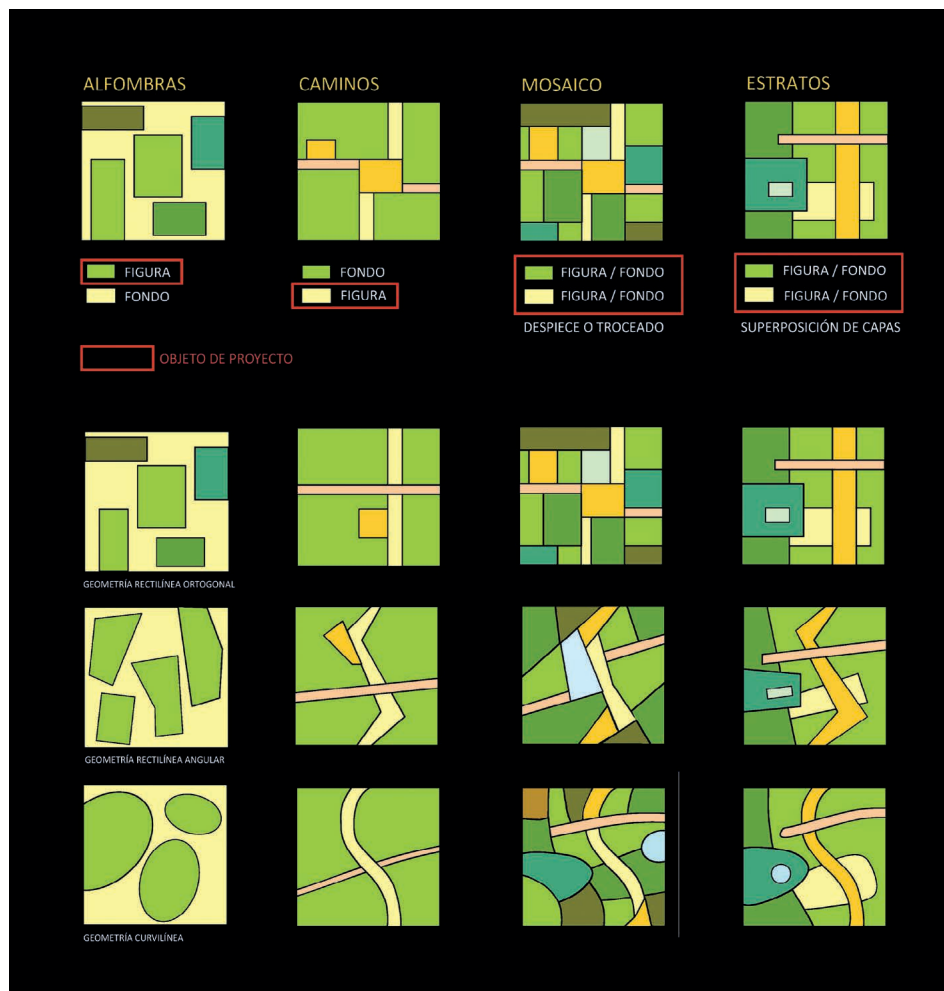 ALFOMBRAS
CAMINOS
MOSAICO
ESTRATOS
FIGURA
FONDO
FONDO
FIGURA
FIGURA / FONDO
FIGURA / FONDO
DESPIECE O TROCEADO
FIGURA / FONDO
FIGURA / FONDO
SUPERPOSICIÓN DE CAPAS
OBJETO DE PROYECTO
GEOMETRÍA RECTILÍNEA ORTOGONAL
GEOMETRÍA RECTILÍNEA ANGULAR
GEOMETRÍA CURVILÍNEA